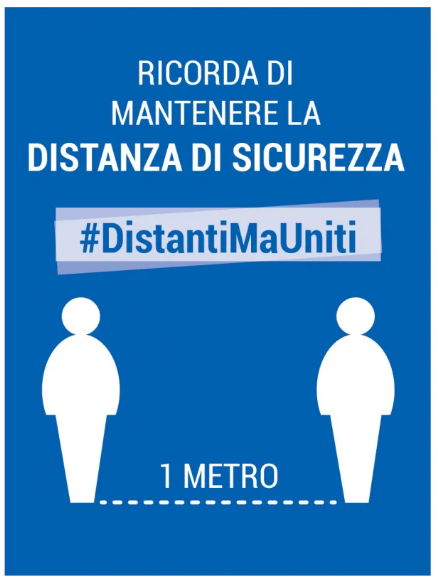 RICORDA DI
MANTENERE LA
DISTANZA DI SICUREZZA
#DistantiMaUniti
1 METRO